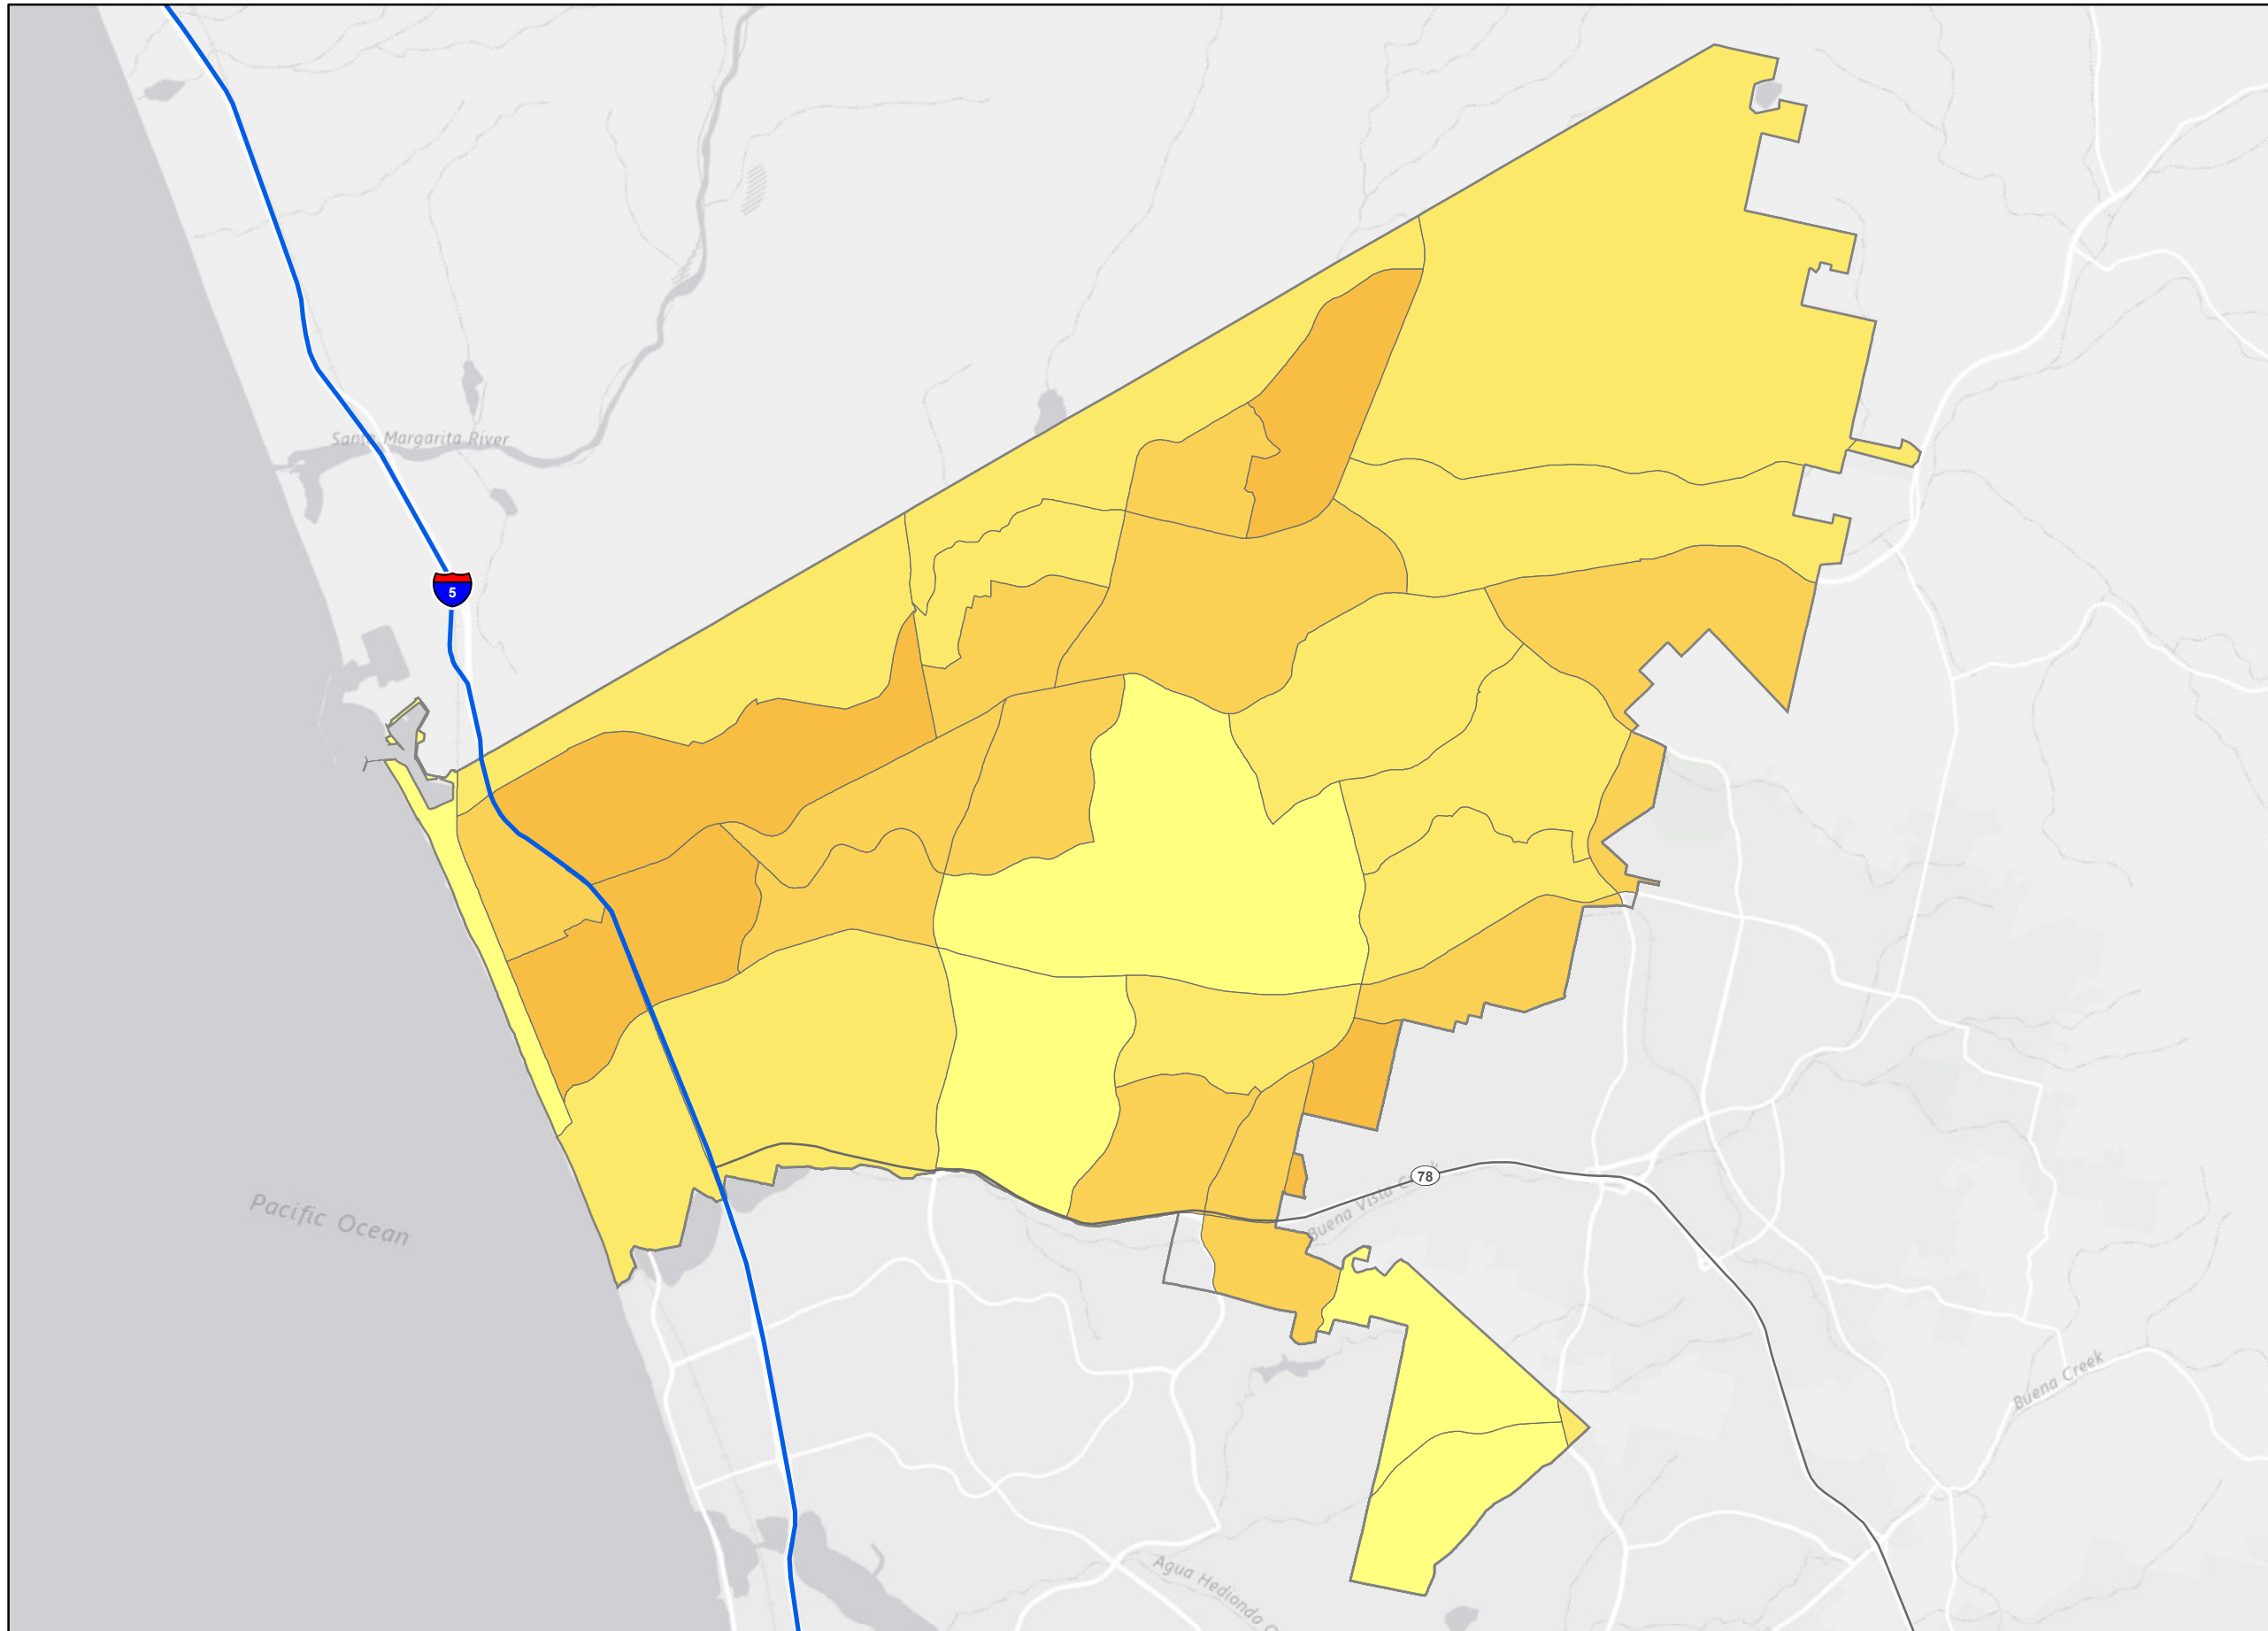 Santa Margarita River
5
Pacific Ocean
78
Buena Vista C
Buena Creek
Agua Hedionda C